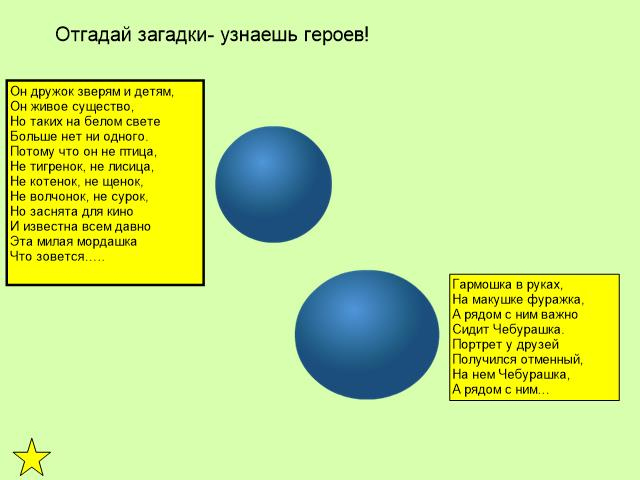 Отгадай загадки- узнаешь героев!
Он дружок зверям и детям,
Он живое существо,
Но таких на белом свете
Больше нет ни одного.
Потому что он не птица,
Не тигренок, не лисица,
Не котенок, не щенок,
Не волчонок, не сурок,
Но заснята для кино
И известна всем давно
Эта милая мордашка
Что зовется…..
Гармошка в руках,
На макушке фуражка,
А рядом с ним важно
Сидит Чебурашка.
Портрет у друзей
Получился отменный,
На нем Чебурашка,
А рядом с ним…